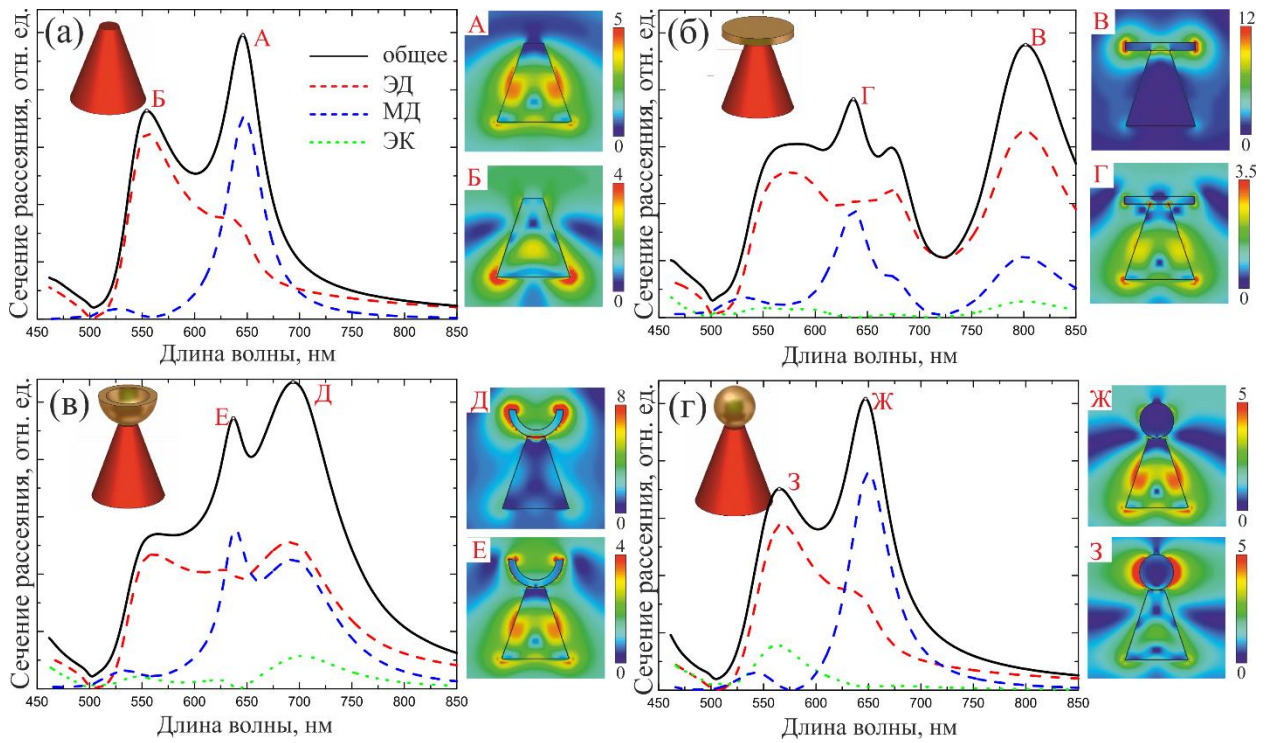 (а)
А
Б
общее
ЭД
МД
ЭК
Сечение рассеяния, отн. ед.
450 500 550 600 650 700 750 800 850
Длина волны, нм
А
5
0
Б
4
0
(б)
Г
В
Сечение рассеяния, отн. ед.
450 500 550 600 650 700 750 800 850
Длина волны, нм
В
12
0
Г
3.5
0
(в)
Е
Д
Сечение рассеяния, отн. ед.
450 500 550 600 650 700 750 800 850
Длина волны, нм
Д
8
0
Е
4
0
(г)
З
Ж
Сечение рассеяния, отн. ед.
450 500 550 600 650 700 750 800 850
Длина волны, нм
Ж
5
0
З
5
0